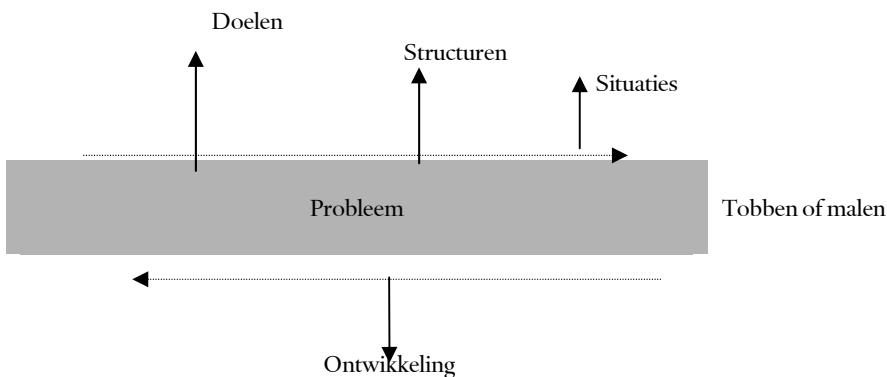 Doelen
Structuren
Situaties
Probleem
Tobben of malen
Ontwikkeling